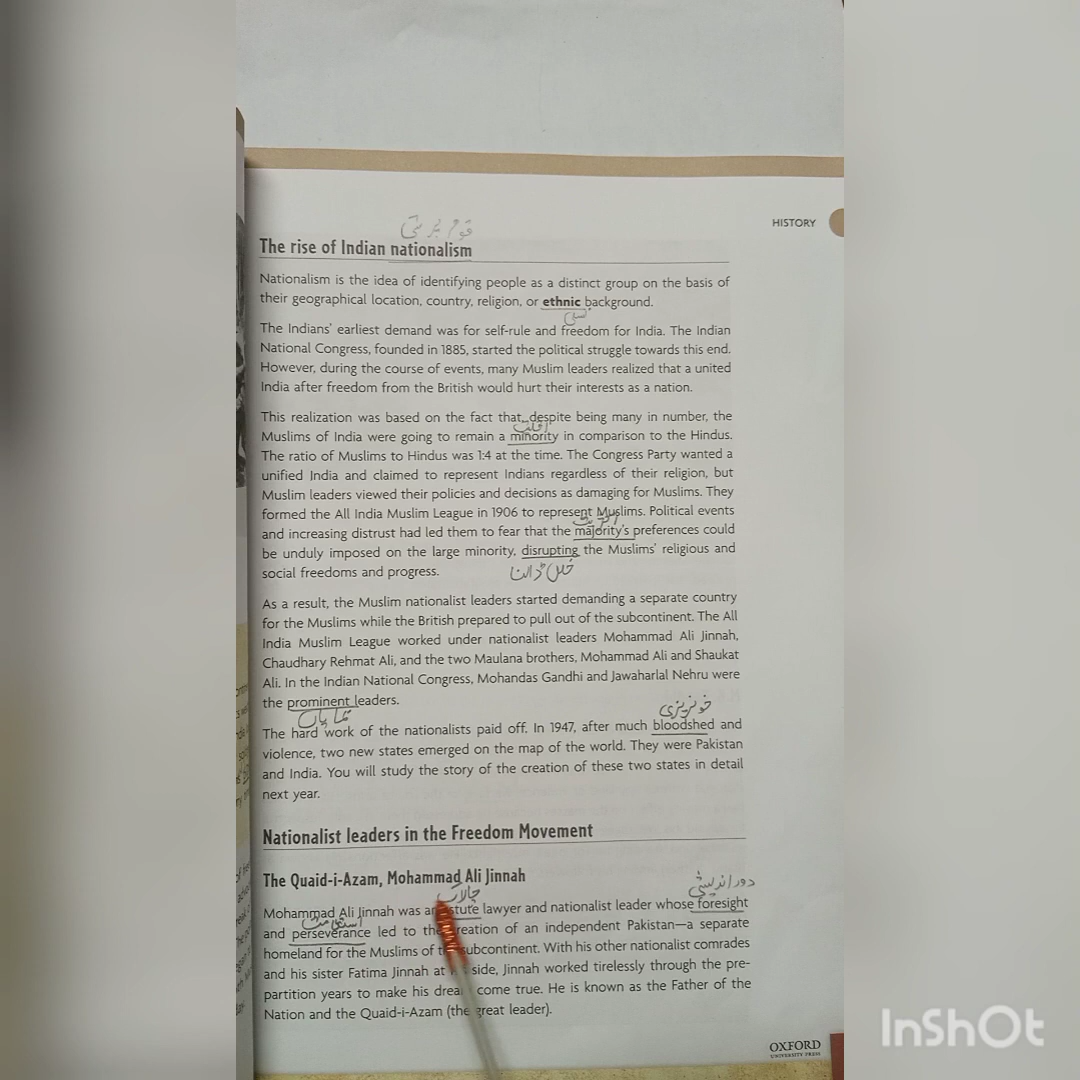 HISTORY
قوم پرستی
The rise of Indian nationalism
Nationalism is the idea of identifying people as a distinct group on the basis of
their geographical location, country, religion, or ethnic background.
نسلی
The Indians' earliest demand was for self-rule and freedom for India. The Indian
National Congress, founded in 1885, started the political struggle towards this end.
However, during the course of events, many Muslim leaders realized that a united
India after freedom from the British would hurt their interests as a nation.
This realization was based on the fact that, despite being many in number, the
اقلیت
Muslims of India were going to remain a minority in comparison to the Hindus.
The ratio of Muslims to Hindus was 1:4 at the time. The Congress Party wanted a
unified India and claimed to represent Indians regardless of their religion, but
Muslim leaders viewed their policies and decisions as damaging for Muslims. They
formed the All India Muslim League in 1906 to represent Muslims. Political events
اکثریت
and increasing distrust had led them to fear that the majority's preferences could
be unduly imposed on the large minority, disrupting the Muslims' religious and
social freedoms and progress.
خلل ڈالنا
As a result, the Muslim nationalist leaders started demanding a separate country
for the Muslims while the British prepared to pull out of the subcontinent. The All
India Muslim League worked under nationalist leaders Mohammad Ali Jinnah,
Chaudhary Rehmat Ali, and the two Maulana brothers, Mohammad Ali and Shaukat
Ali. In the Indian National Congress, Mohandas Gandhi and Jawaharlal Nehru were
the prominent leaders.
نمایاں
خونریزی
The hard work of the nationalists paid off. In 1947, after much bloodshed and
violence, two new states emerged on the map of the world. They were Pakistan
and India. You will study the story of the creation of these two states in detail
next year.
Nationalist leaders in the Freedom Movement
The Quaid-i-Azam, Mohammad Ali Jinnah
چالاک
دور اندیشی
Mohammad Ali Jinnah was an astute lawyer and nationalist leader whose foresight
استقامت
and perseverance led to the creation of an independent Pakistan—a separate
homeland for the Muslims of the subcontinent. With his other nationalist comrades
and his sister Fatima Jinnah at his side, Jinnah worked tirelessly through the pre-
partition years to make his dream come true. He is known as the Father of the
Nation and the Quaid-i-Azam (the great leader).
OXFORD
UNIVERSITY PRESS
InShOt